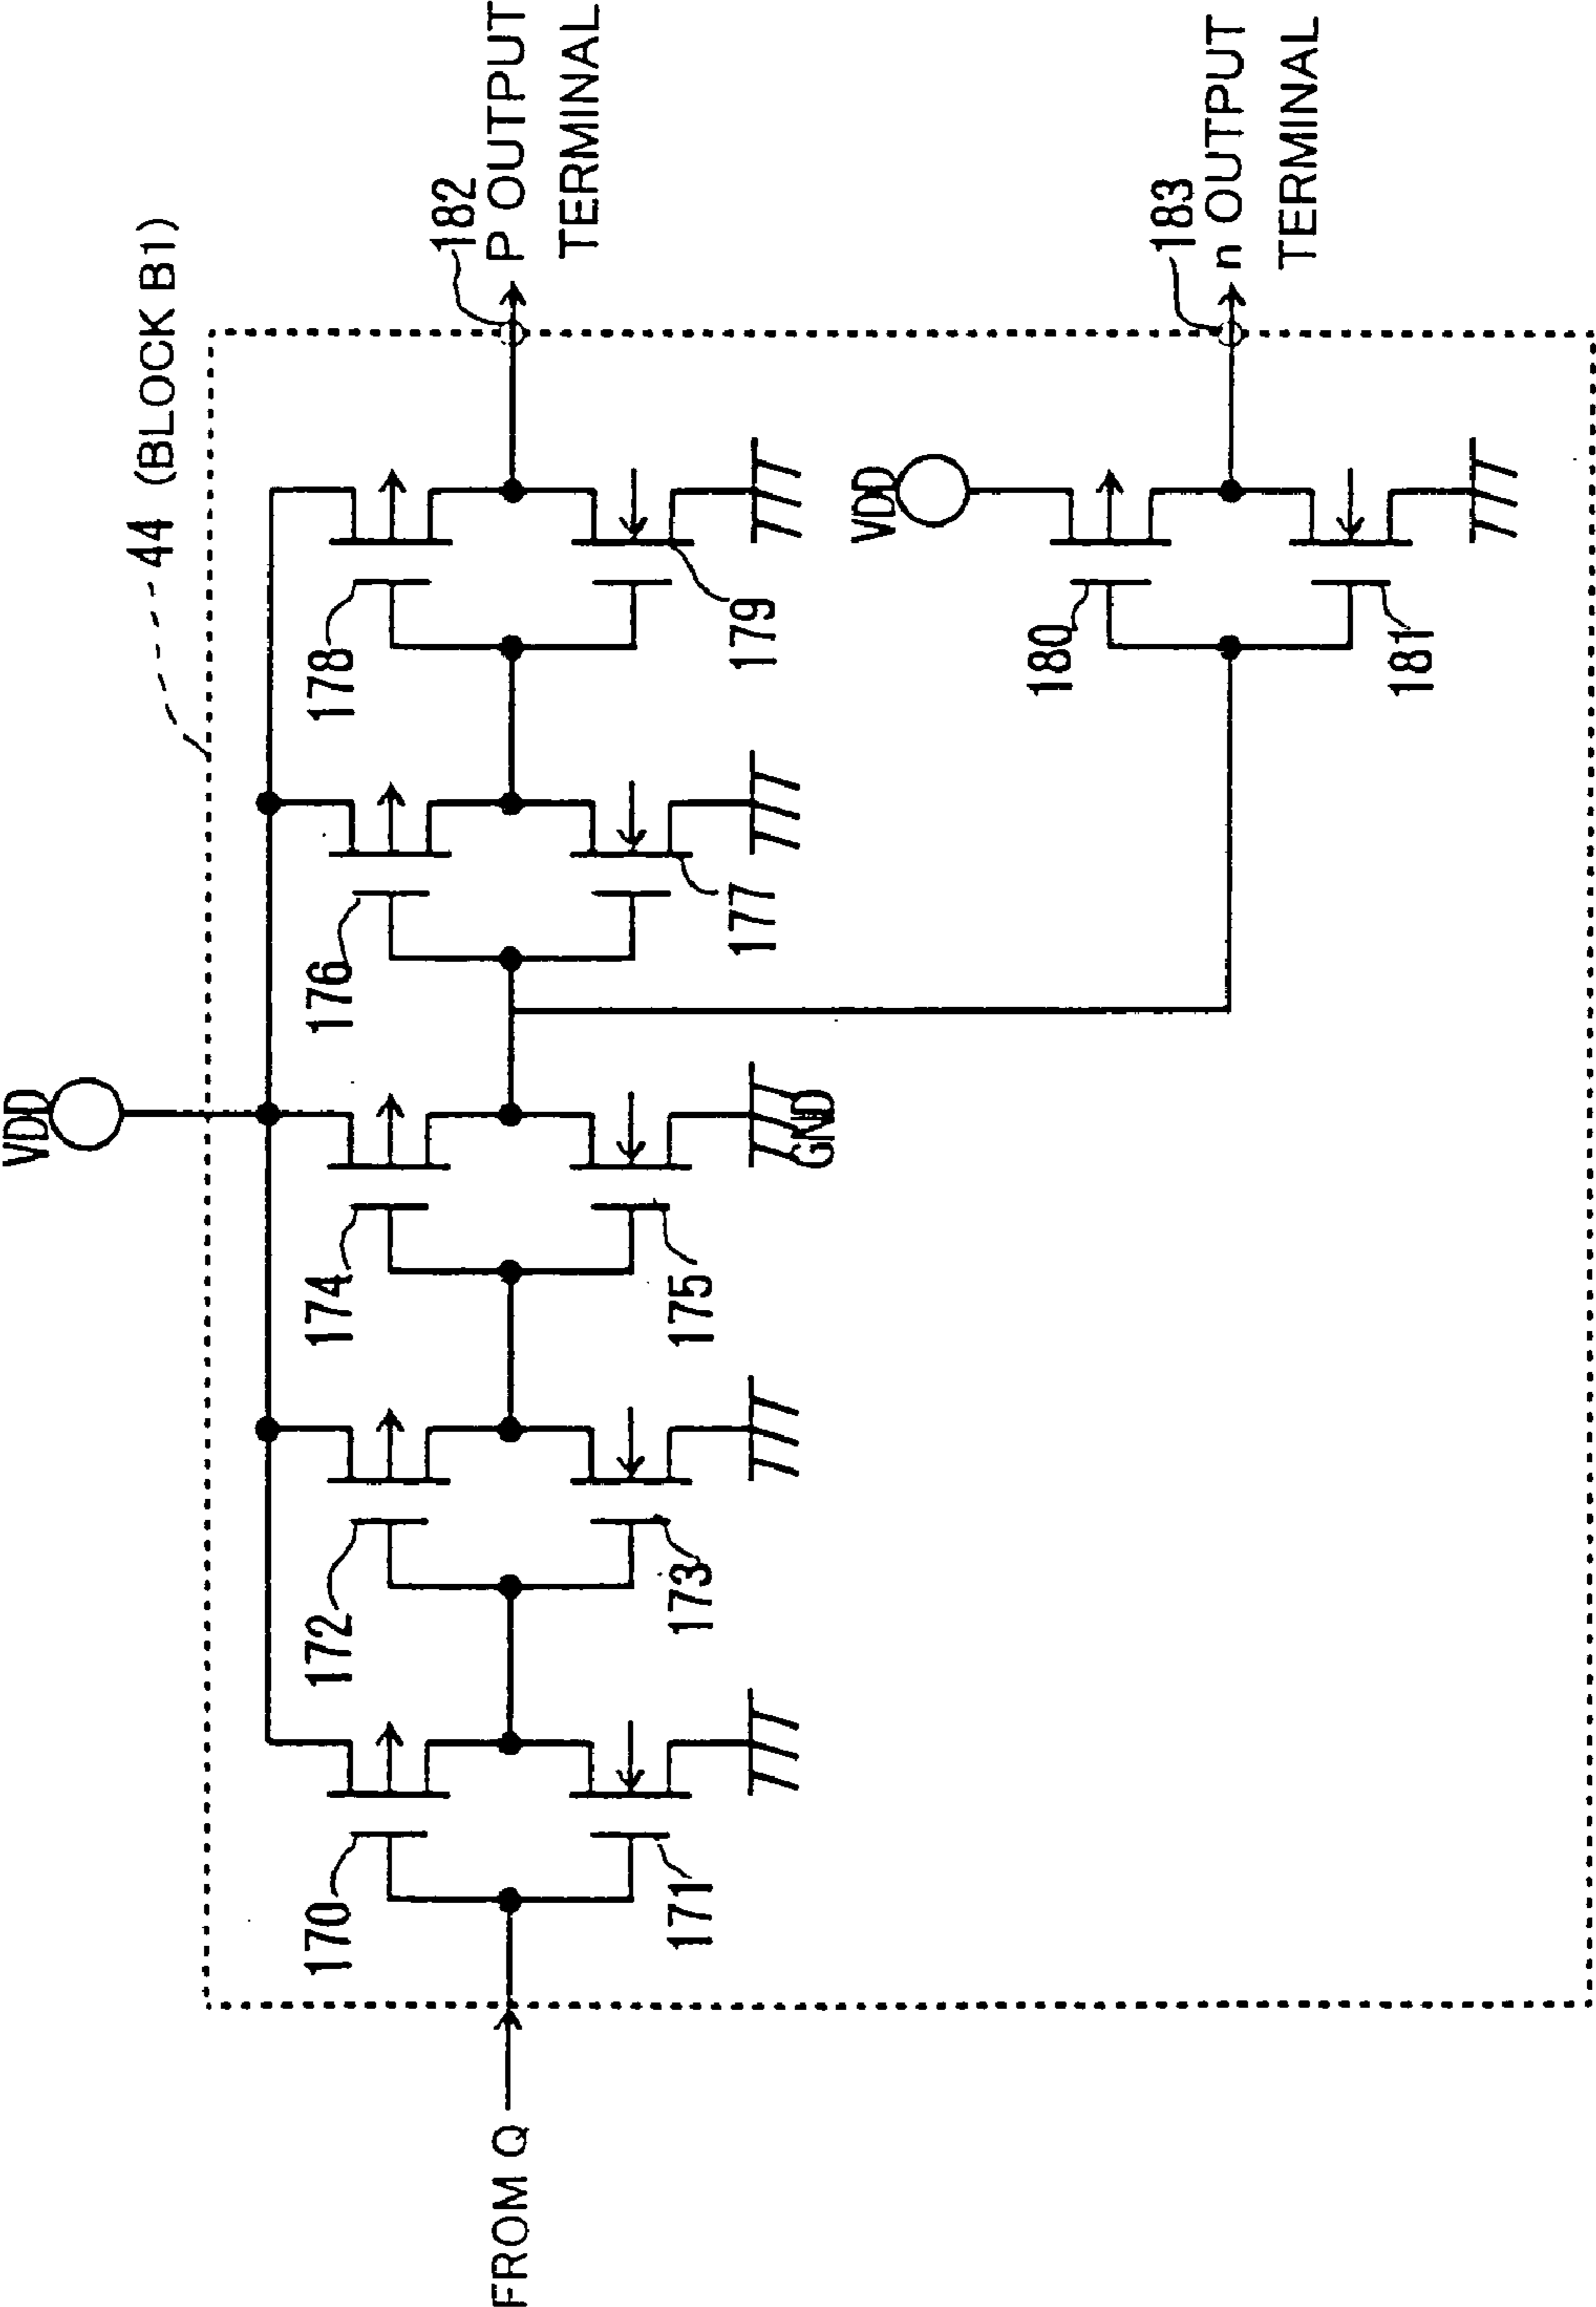 44 (BLOCK B1)
VDD
182
P OUTPUT
TERMINAL
170
172
174
176
178
171
173
175
177
179
GND
VDD
183
n OUTPUT
TERMINAL
180
181
FROM Q